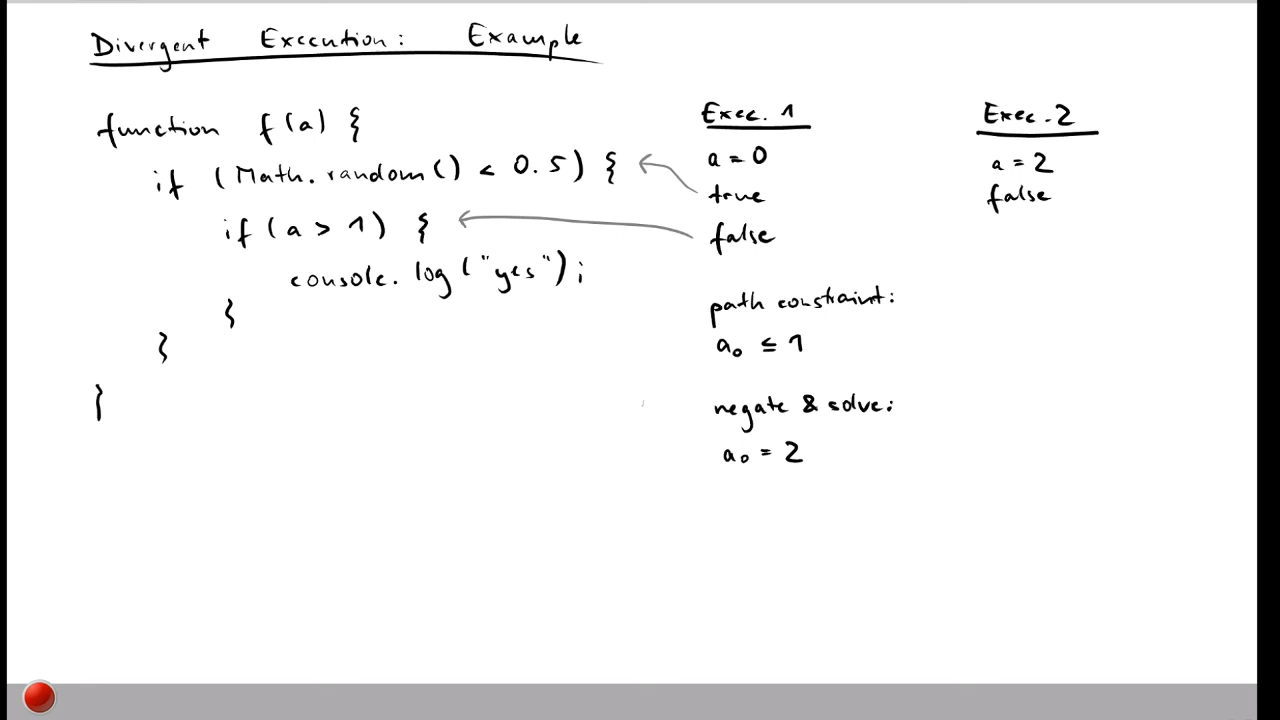 Divergent Execution: Example
function f(a) {
if (Math.random() < 0.5) {
if (a > 1) {
console.log("yes");
}
}
}
Exec. 1
a = 0
true
false
path constraint:
a₀ ≤ 1
negate & solve:
a₀ = 2
Exec. 2
a = 2
false